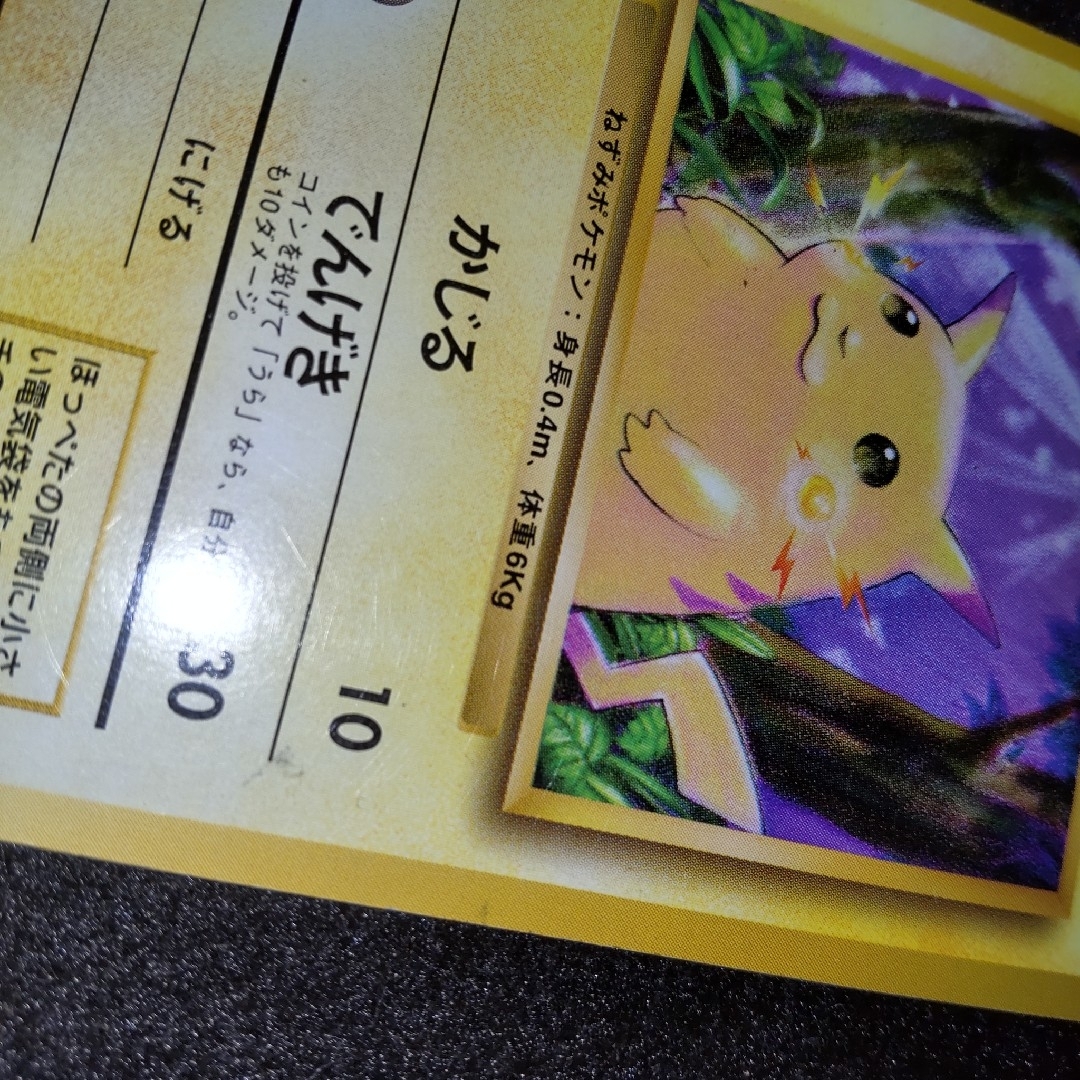 ねずみポケモン：身長0.4m、体重6Kg
かじる 10
でんげき 30
コインを投げて「うら」なら、自分
も10ダメージ。
にげる
ほっぺたの両側に小さ
い電気袋を